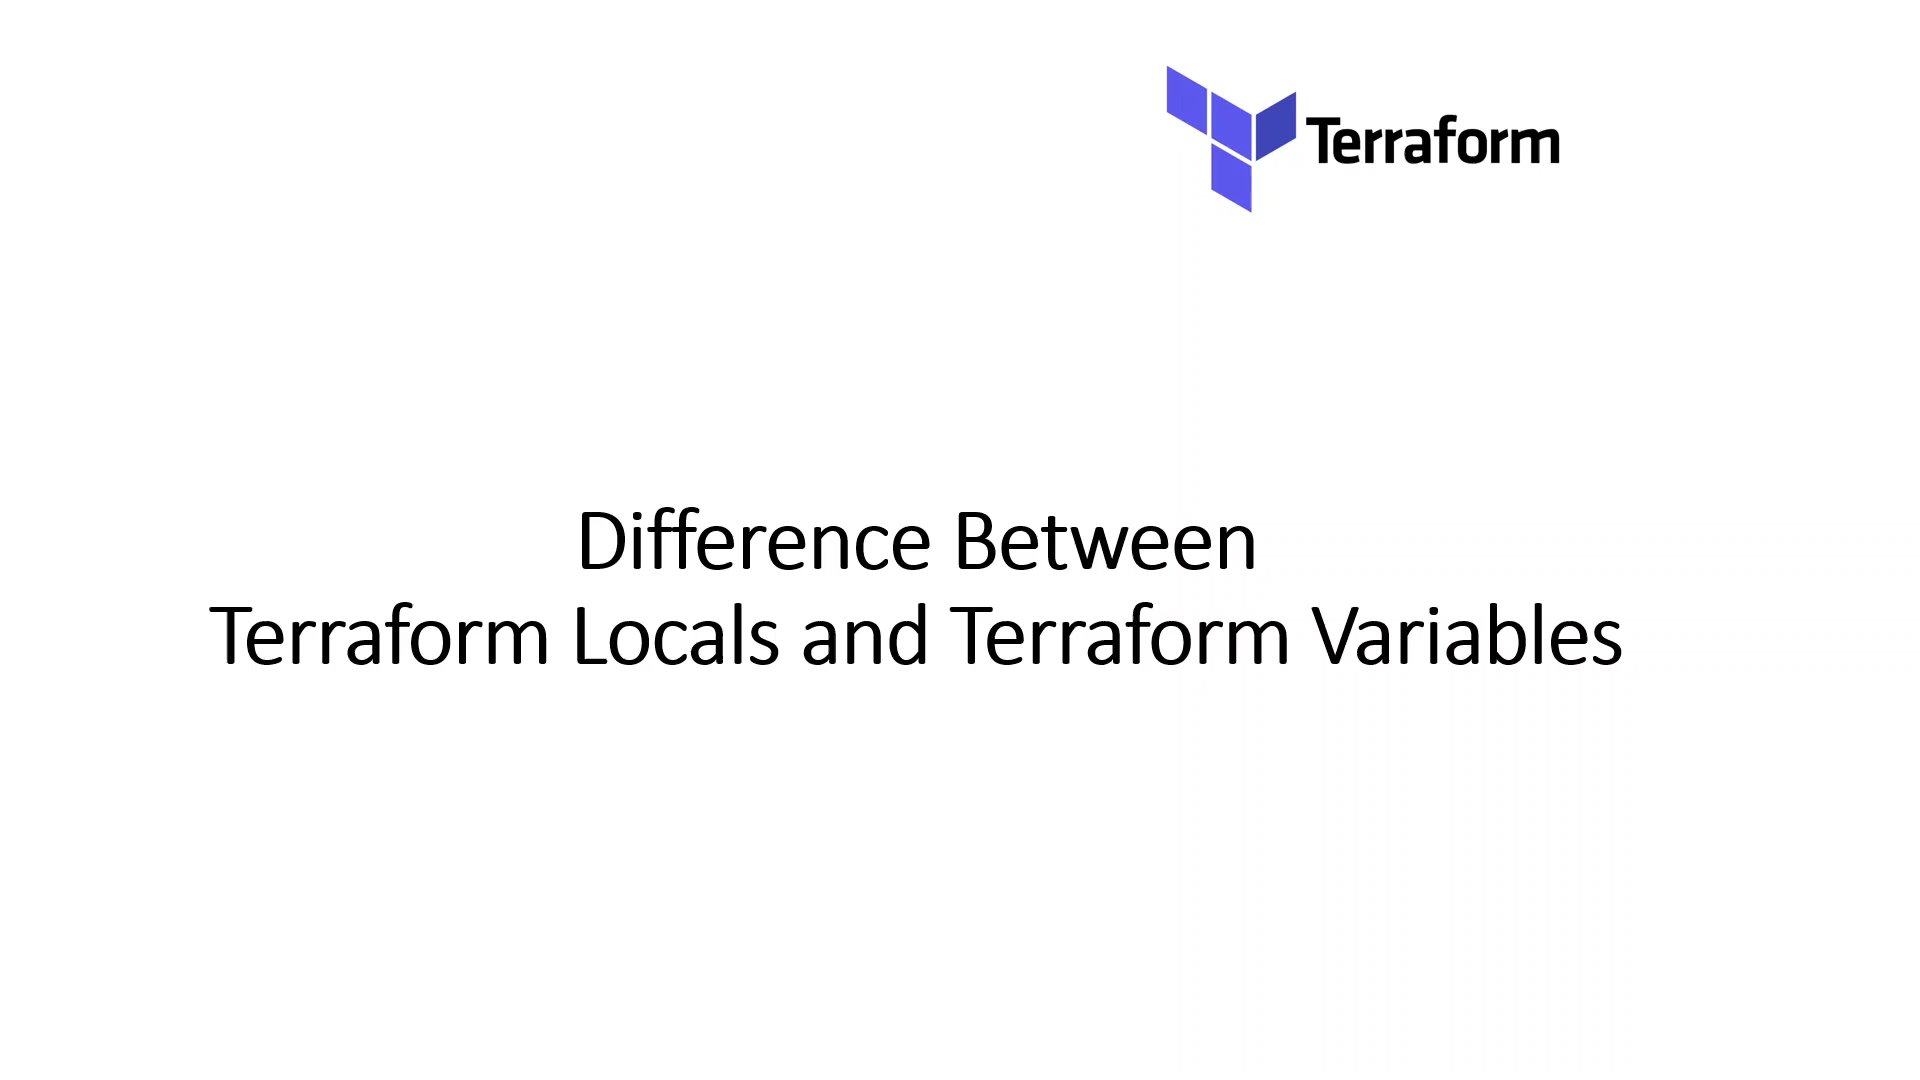 Terraform
Difference Between
Terraform Locals and Terraform Variables